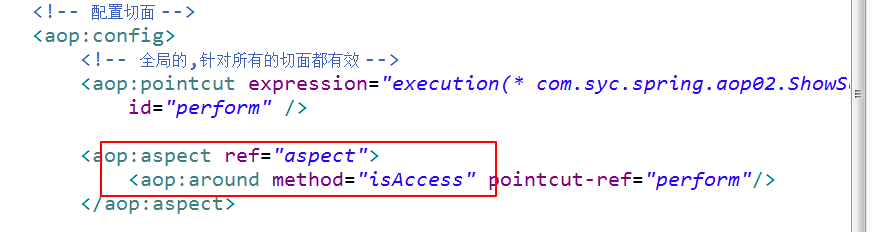 <!-- 配置切面 -->
<aop:config>
<!-- 全局的,针对所有的切面都有效 -->
<aop:pointcut expression="execution(* com.syc.spring.aop02.ShowS
id="perform" />
<aop:aspect ref="aspect">
<aop:around method="isAccess" pointcut-ref="perform"/>
</aop:aspect>